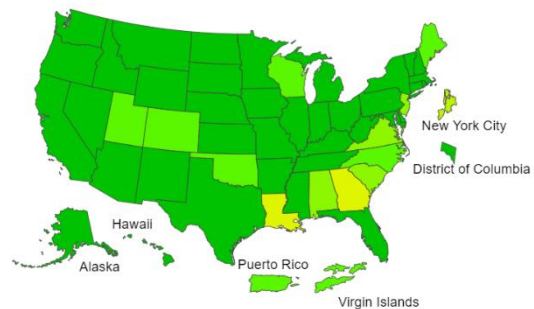 New York City
District of Columbia
Hawaii
Alaska
Puerto Rico
Virgin Islands